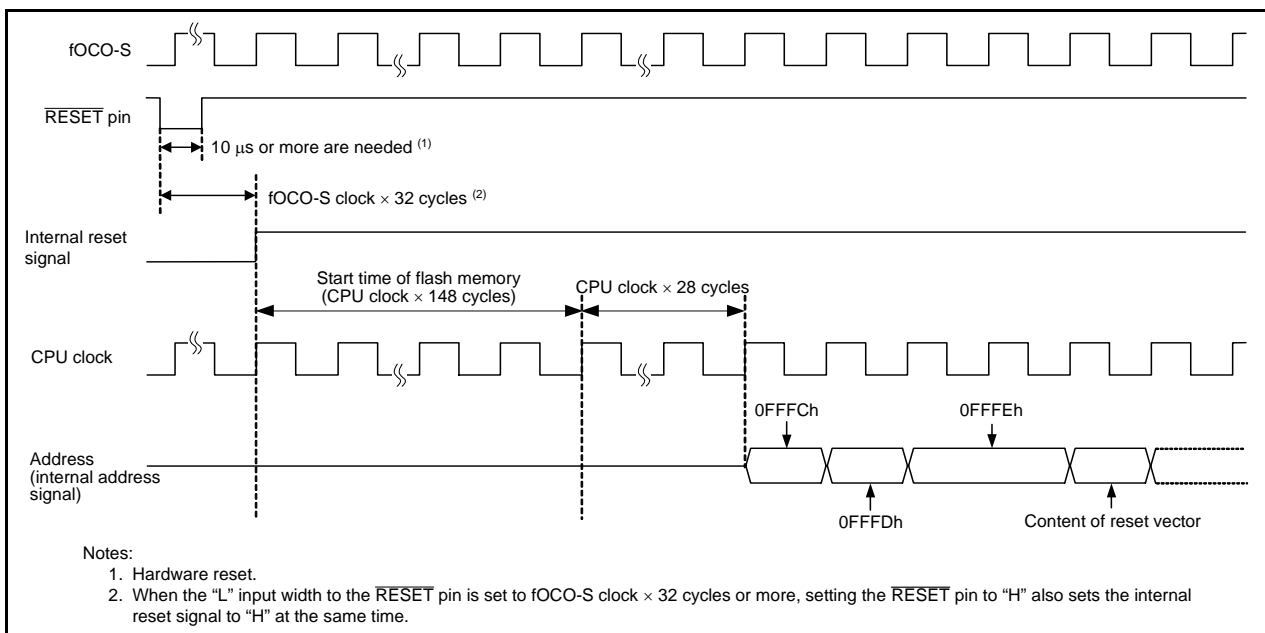 fOCO-S
RESET pin
10 μs or more are needed (1)
fOCO-S clock × 32 cycles (2)
Internal reset
signal
Start time of flash memory
(CPU clock × 148 cycles)
CPU clock × 28 cycles
CPU clock
0FFFCh
0FFFEh
Address
(internal address
signal)
0FFFDh
Content of reset vector
Notes:
1. Hardware reset.
2. When the “L” input width to the RESET pin is set to fOCO-S clock × 32 cycles or more, setting the RESET pin to “H” also sets the internal
reset signal to “H” at the same time.